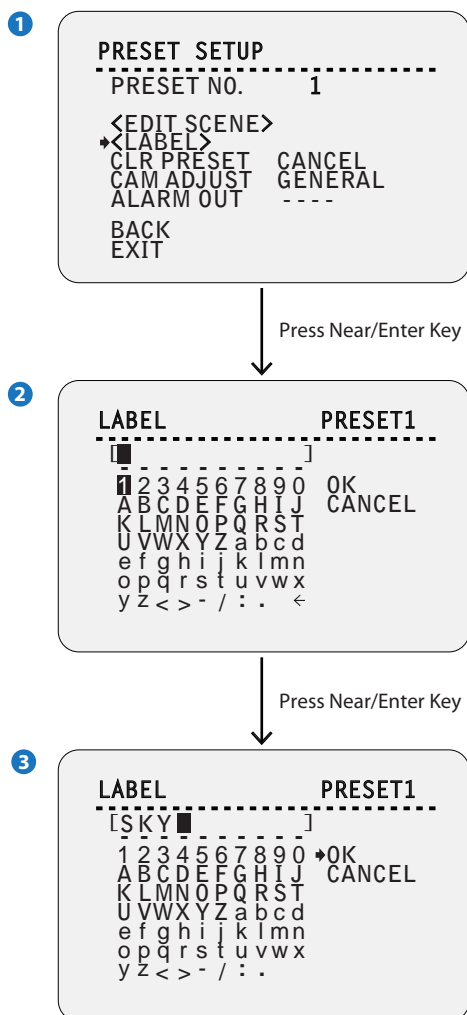 1
PRESET SETUP
PRESET NO. 1
<EDIT SCENE>
<LABEL>
CLR PRESET CANCEL
CAM ADJUST GENERAL
ALARM OUT ----
BACK
EXIT
Press Near/Enter Key
2
LABEL PRESET1
[ ]
1 2 3 4 5 6 7 8 9 0 OK
A B C D E F G H I J CANCEL
K L M N O P Q R S T
U V W X Y Z a b c d
e f g h i j k l m n
o p q r s t u v w x
y z < > - / : . ←
Press Near/Enter Key
3
LABEL PRESET1
[SKY ]
1 2 3 4 5 6 7 8 9 0 OK
A B C D E F G H I J CANCEL
K L M N O P Q R S T
U V W X Y Z a b c d
e f g h i j k l m n
o p q r s t u v w x
y z < > - / : .